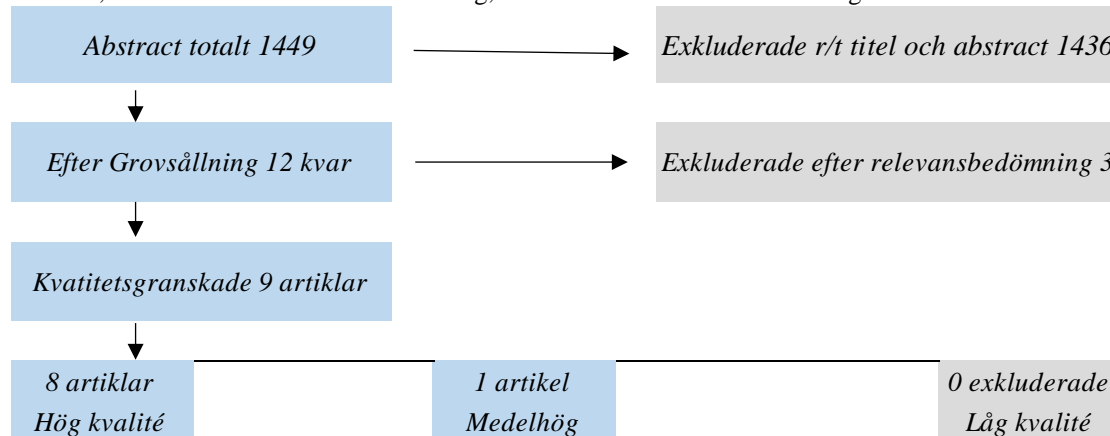 Abstract totalt 1449
Exkluderade r/t titel och abstract 1436
Efter Grovsållning 12 kvar
Exkluderade efter relevansbedömning 3
Kvatitetsgranskade 9 artiklar
8 artiklar
Hög kvalité
1 artikel
Medelhög
0 exkluderade
Låg kvalité